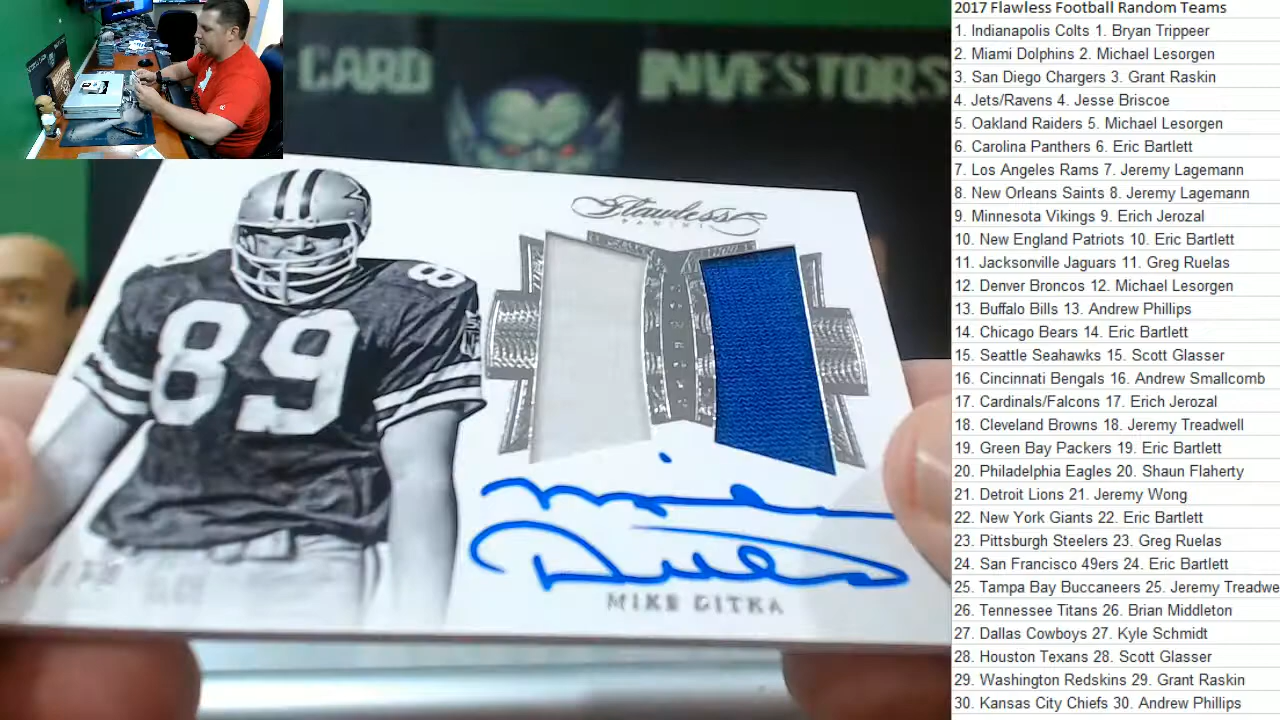 CARD INVESTORS
Flawless
PANINI
8
89
Mike
Ditka
MIKE DITKA
2017 Flawless Football Random Teams
1. Indianapolis Colts 1. Bryan Trippeer
2. Miami Dolphins 2. Michael Lesorgen
3. San Diego Chargers 3. Grant Raskin
4. Jets/Ravens 4. Jesse Briscoe
5. Oakland Raiders 5. Michael Lesorgen
6. Carolina Panthers 6. Eric Bartlett
7. Los Angeles Rams 7. Jeremy Lagemann
8. New Orleans Saints 8. Jeremy Lagemann
9. Minnesota Vikings 9. Erich Jerozal
10. New England Patriots 10. Eric Bartlett
11. Jacksonville Jaguars 11. Greg Ruelas
12. Denver Broncos 12. Michael Lesorgen
13. Buffalo Bills 13. Andrew Phillips
14. Chicago Bears 14. Eric Bartlett
15. Seattle Seahawks 15. Scott Glasser
16. Cincinnati Bengals 16. Andrew Smallcomb
17. Cardinals/Falcons 17. Erich Jerozal
18. Cleveland Browns 18. Jeremy Treadwell
19. Green Bay Packers 19. Eric Bartlett
20. Philadelphia Eagles 20. Shaun Flaherty
21. Detroit Lions 21. Jeremy Wong
22. New York Giants 22. Eric Bartlett
23. Pittsburgh Steelers 23. Greg Ruelas
24. San Francisco 49ers 24. Eric Bartlett
25. Tampa Bay Buccaneers 25. Jeremy Treadwe
26. Tennessee Titans 26. Brian Middleton
27. Dallas Cowboys 27. Kyle Schmidt
28. Houston Texans 28. Scott Glasser
29. Washington Redskins 29. Grant Raskin
30. Kansas City Chiefs 30. Andrew Phillips